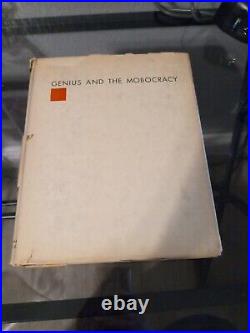 GENIUS AND THE MOBOCRACY